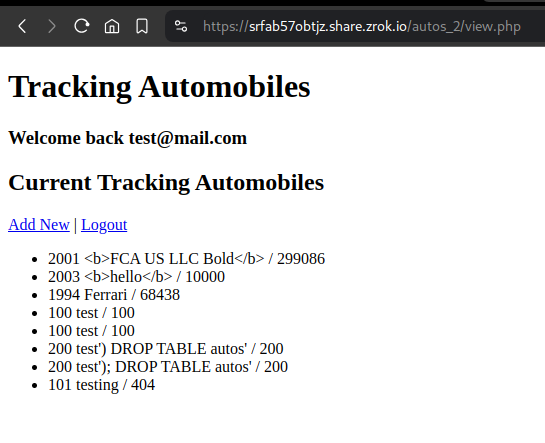 https://srfab57obtjz.share.zrok.io/autos_2/view.php
Tracking Automobiles
Welcome back test@mail.com
Current Tracking Automobiles
Add New | Logout
• 2001 <b>FCA US LLC Bold</b> / 299086
• 2003 <b>hello</b> / 10000
• 1994 Ferrari / 68438
• 100 test / 100
• 100 test / 100
• 200 test') DROP TABLE autos' / 200
• 200 test'); DROP TABLE autos' / 200
• 101 testing / 404